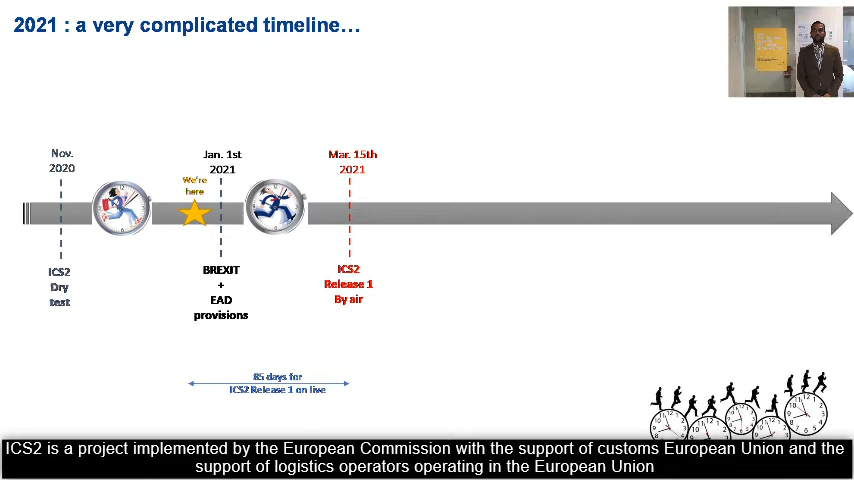 2021 : a very complicated timeline…
Nov.
2020
We're
here
Jan. 1st
2021
Mar. 15th
2021
ICS2
Dry
test
BREXIT
+
EAD
provisions
ICS2
Release 1
By air
85 days for
ICS2 Release 1 on live
ICS2 is a project implemented by the European Commission with the support of customs European Union and the
support of logistics operators operating in the European Union